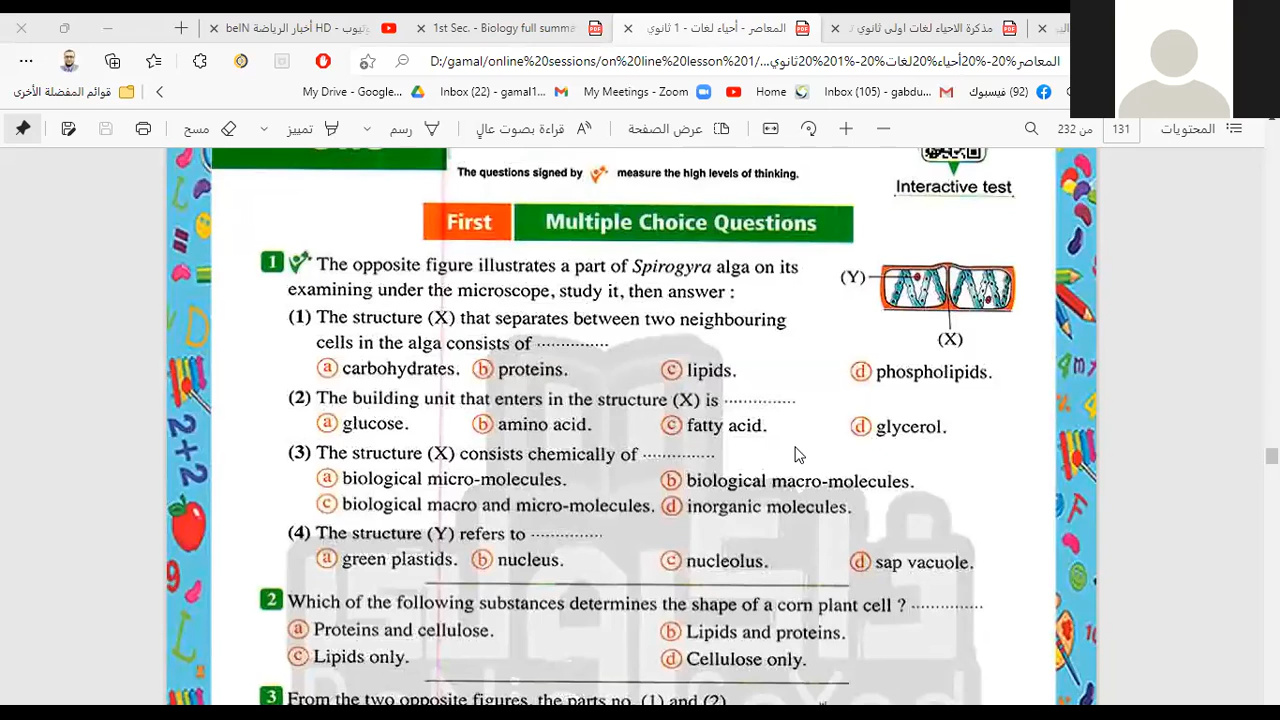 يوتيوب - HD أخبار الرياضة beIN
1st Sec. - Biology full summa
المعاصر - أحياء لغات - 1 ثانوي
مذكرة الاحياء لغات اولى ثانوي
D:/gamal/online%20sessions/on%20line%20lesson%201/...المعاصر%20-%20أحياء%20لغات%20-%201%20ثانوي
قوائم المفضلة الأخرى
My Drive - Google...
Inbox (22) - gamal1...
My Meetings - Zoom
Home
Inbox (105) - gabdu...
(92) فيسبوك
مسح
تمييز
رسم
قراءة بصوت عالٍ
عرض الصفحة
من 232
131
المحتويات
The questions signed by measure the high levels of thinking.
Interactive test
First Multiple Choice Questions
1 The opposite figure illustrates a part of Spirogyra alga on its
examining under the microscope, study it, then answer :
(Y)
(X)
(1) The structure (X) that separates between two neighbouring
cells in the alga consists of ...............
a carbohydrates. b proteins. c lipids. d phospholipids.
(2) The building unit that enters in the structure (X) is ...............
a glucose. b amino acid. c fatty acid. d glycerol.
(3) The structure (X) consists chemically of ...............
a biological micro-molecules. b biological macro-molecules.
c biological macro and micro-molecules. d inorganic molecules.
(4) The structure (Y) refers to ...............
a green plastids. b nucleus. c nucleolus. d sap vacuole.
2 Which of the following substances determines the shape of a corn plant cell ? ...............
a Proteins and cellulose. b Lipids and proteins.
c Lipids only. d Cellulose only.
3 From the two opposite figures, the parts no. (1) and (2)